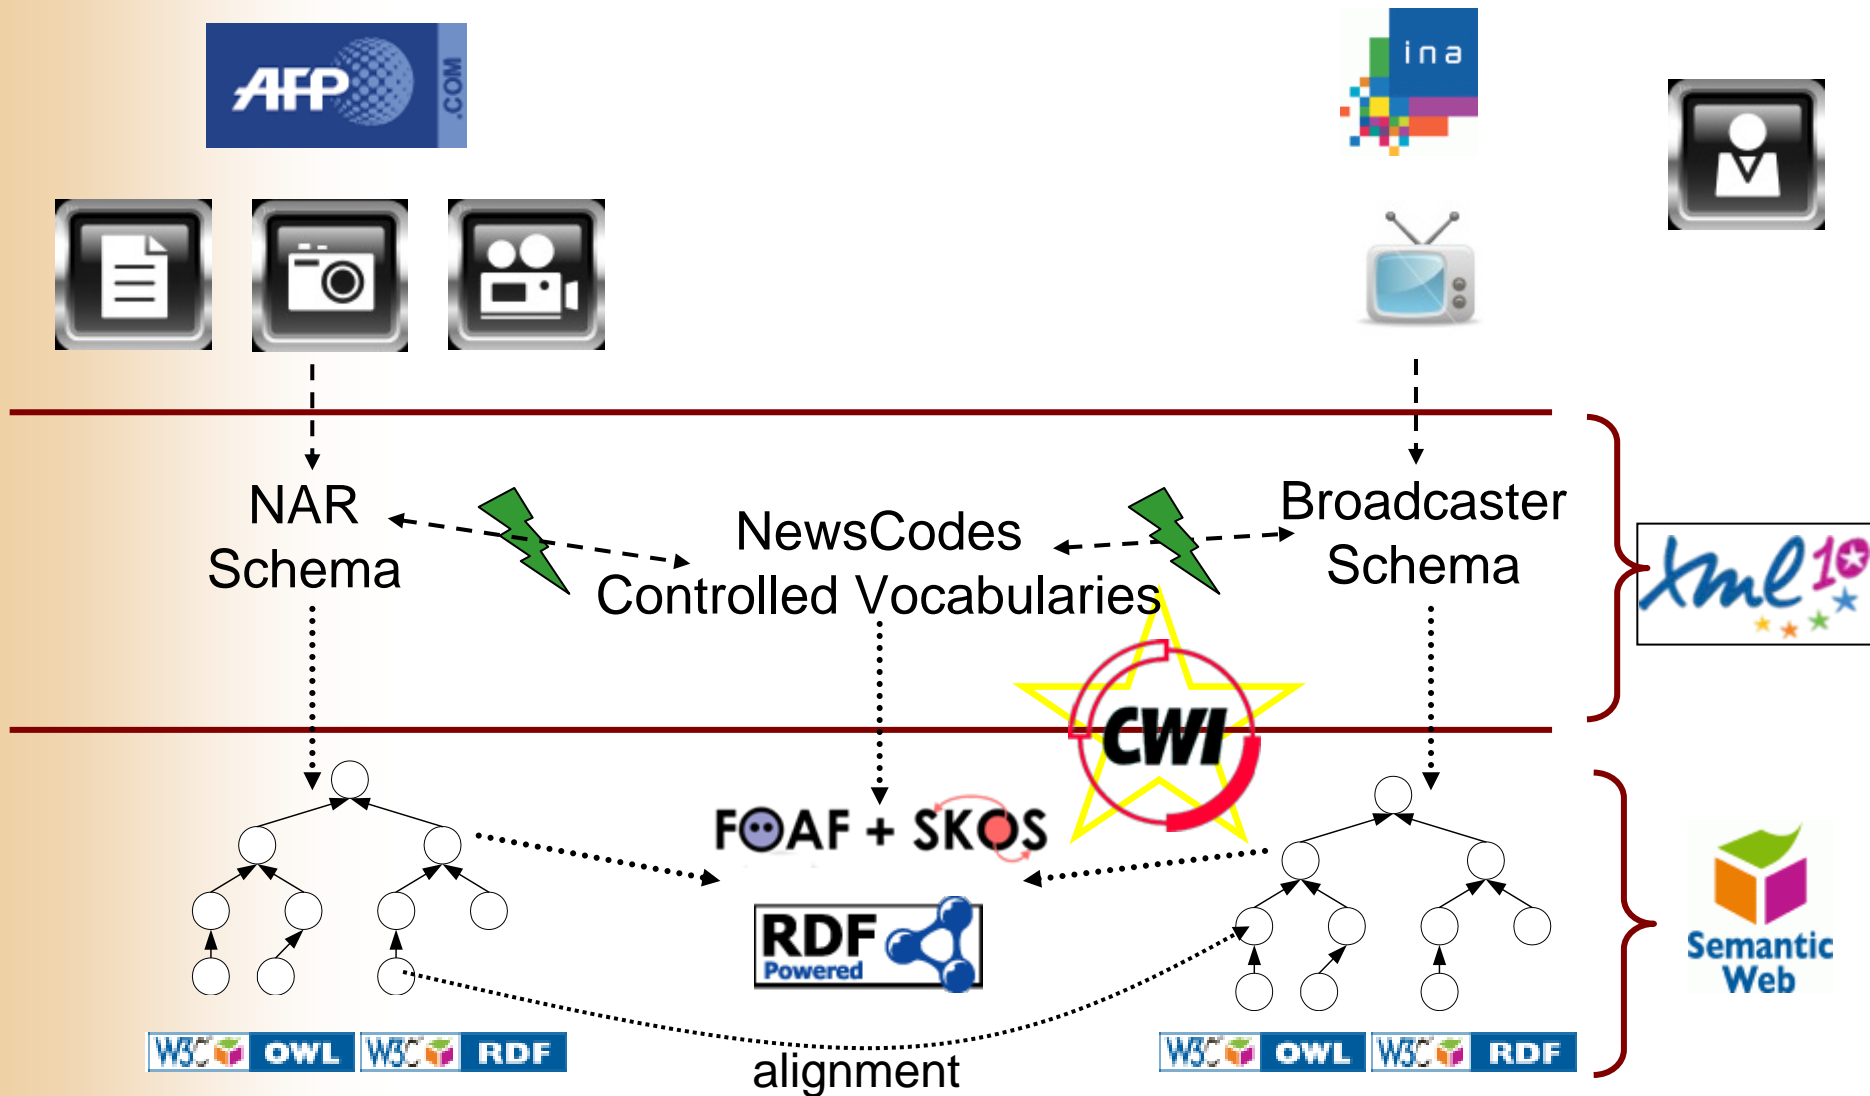 AFP .COM
ina
NAR
Schema
NewsCodes
Controlled Vocabularies
Broadcaster
Schema
xml 10
CWI
FOAF + SKOS
RDF
Powered
Semantic
Web
W3C OWL W3C RDF
alignment
W3C OWL W3C RDF